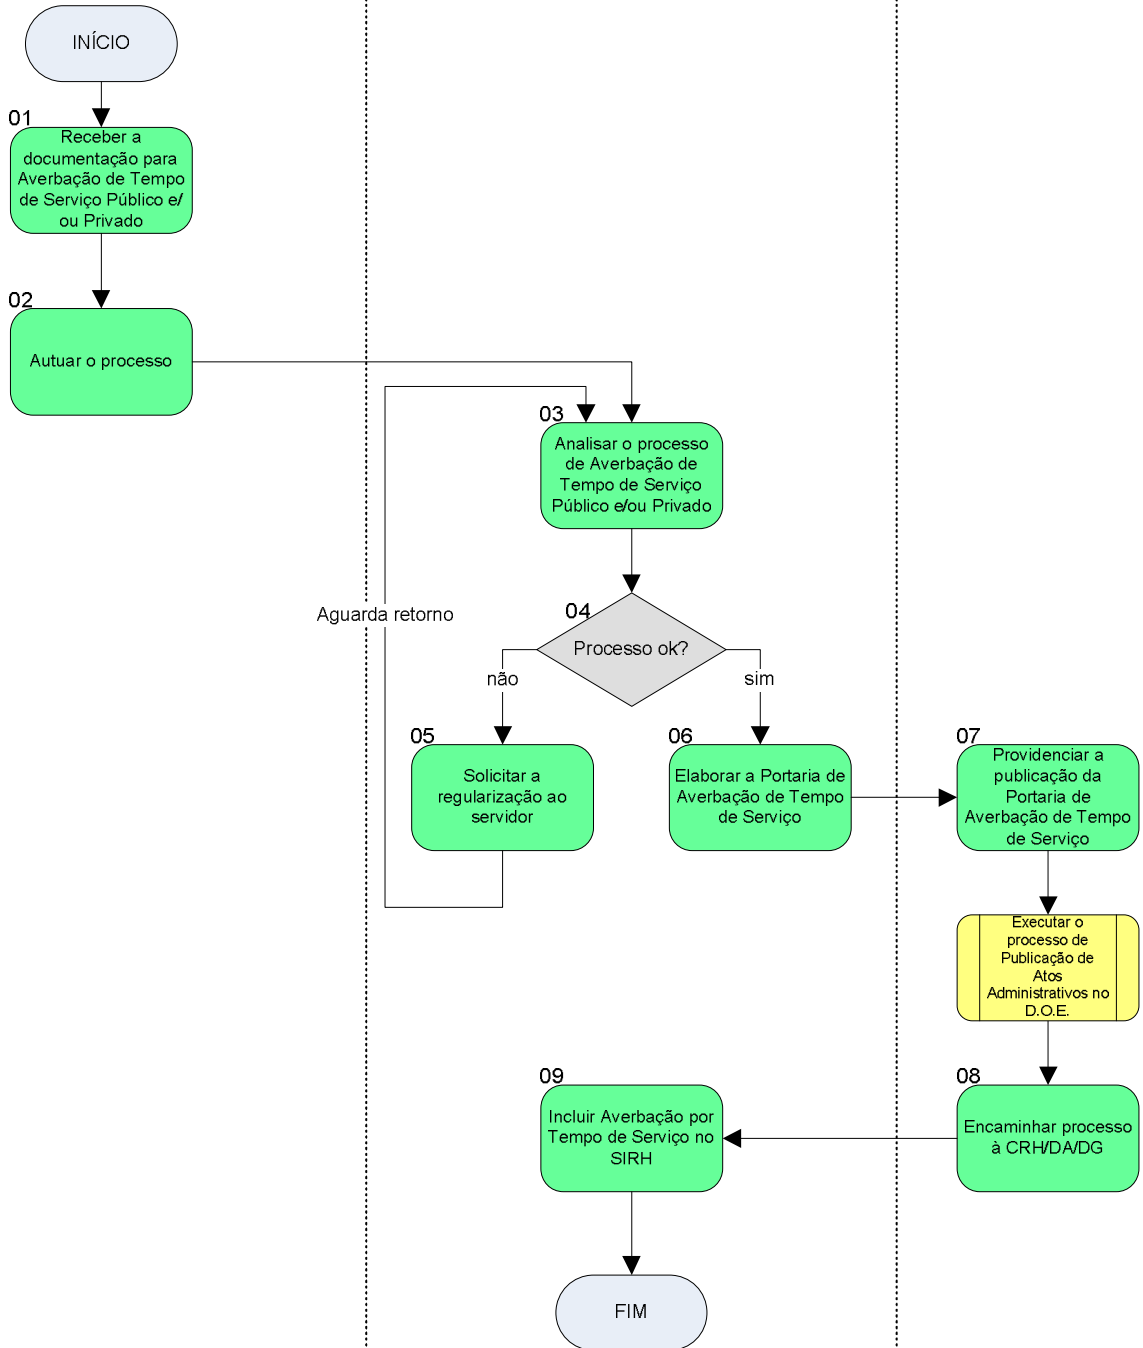 INÍCIO
01
Receber a
documentação para
Averbação de Tempo
de Serviço Público e/
ou Privado
02
Autuar o processo
03
Analisar o processo
de Averbação de
Tempo de Serviço
Público e/ou Privado
Aguarda retorno
04
Processo ok?
não
sim
05
Solicitar a
regularização ao
servidor
06
Elaborar a Portaria de
Averbação de Tempo
de Serviço
07
Providenciar a
publicação da
Portaria de
Averbação de Tempo
de Serviço
Executar o
processo de
Publicação de
Atos
Administrativos no
D.O.E.
08
Encaminhar processo
à CRH/DA/DG
09
Incluir Averbação por
Tempo de Serviço no
SIRH
FIM